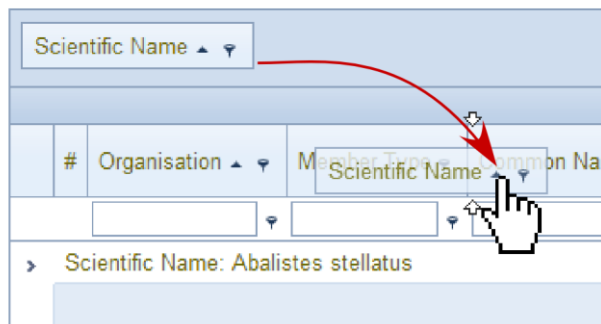 Scientific Name
# Organisation Member Type Common Na
Scientific Name
Scientific Name: Abalistes stellatus